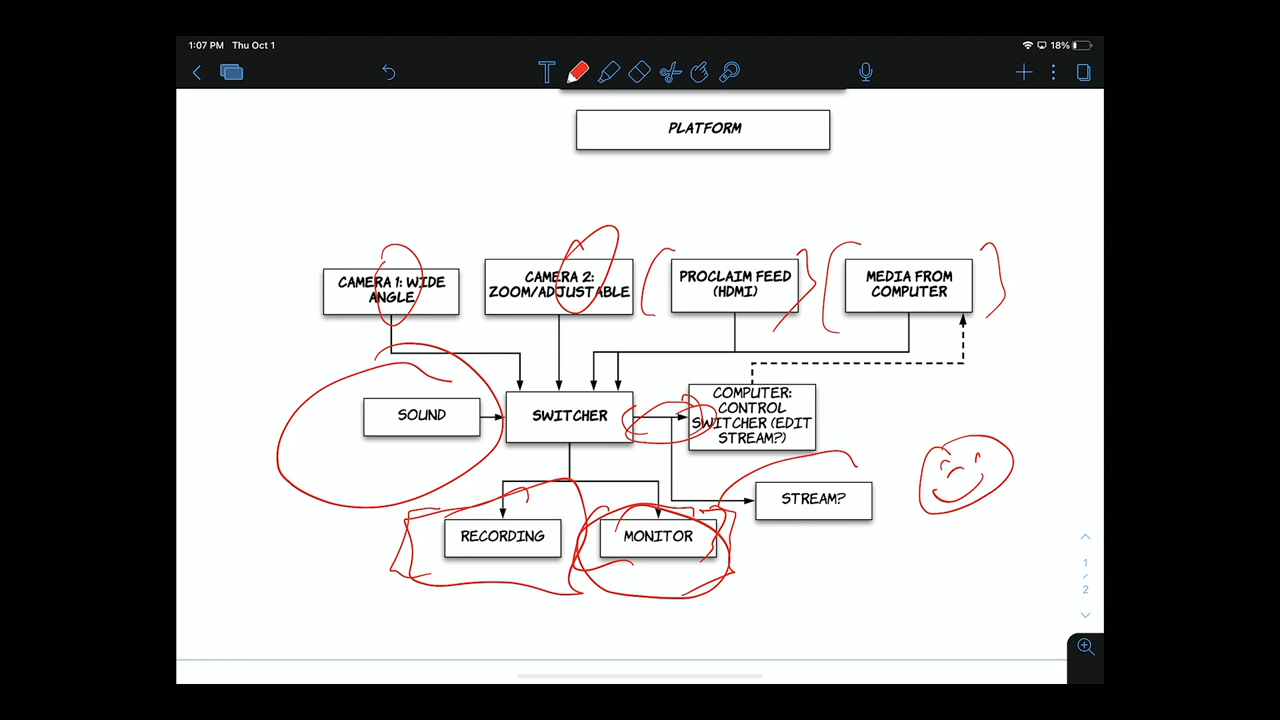 1:07 PM Thu Oct 1
18%
T
PLATFORM
CAMERA 1: WIDE
ANGLE
CAMERA 2:
ZOOM/ADJUSTABLE
PROCLAIM FEED
(HDMI)
MEDIA FROM
COMPUTER
SOUND
SWITCHER
COMPUTER:
CONTROL
SWITCHER (EDIT
STREAM?)
STREAM?
RECORDING
MONITOR
1
/
2